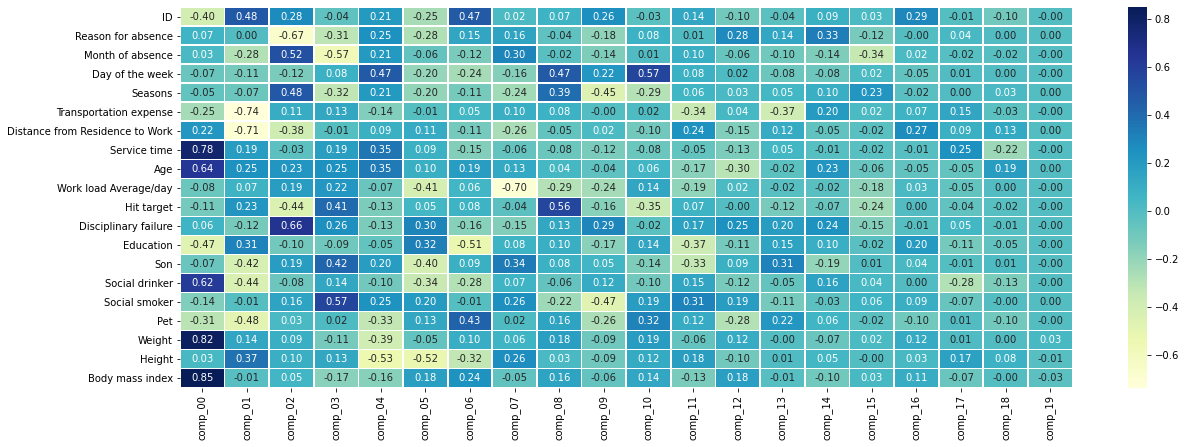 ID -0.40 0.48 0.28 -0.04 0.21 -0.25 0.47 0.02 0.07 0.26 -0.03 0.14 -0.10 -0.04 0.09 0.03 0.29 -0.01 -0.10 -0.00
Reason for absence 0.07 0.00 -0.67 -0.31 0.25 -0.28 0.15 0.16 -0.04 -0.18 0.08 0.01 0.28 0.14 0.33 -0.12 -0.00 0.04 0.00 0.00
Month of absence 0.03 -0.28 0.52 -0.57 0.21 -0.06 -0.12 0.30 -0.02 -0.14 0.01 0.10 -0.06 -0.10 -0.14 -0.34 0.02 -0.02 -0.02 -0.00
Day of the week -0.07 -0.11 -0.12 0.08 0.47 -0.20 -0.24 -0.16 0.47 0.22 0.57 0.08 0.02 -0.08 -0.08 0.02 -0.05 0.01 0.00 -0.00
Seasons -0.05 -0.07 0.48 -0.32 0.21 -0.20 -0.11 -0.24 0.39 -0.45 -0.29 0.06 0.03 0.05 0.10 0.23 -0.02 0.00 0.03 0.00
Transportation expense -0.25 -0.74 0.11 0.13 -0.14 -0.01 0.05 0.10 0.08 -0.00 0.02 -0.34 0.04 -0.37 0.20 0.02 0.07 0.15 -0.03 -0.00
Distance from Residence to Work 0.22 -0.71 -0.38 -0.01 0.09 0.11 -0.11 -0.26 -0.05 0.02 -0.10 0.24 -0.15 0.12 -0.05 -0.02 0.27 0.09 0.13 0.00
Service time 0.78 0.19 -0.03 0.19 0.35 0.09 -0.15 -0.06 -0.08 -0.12 -0.08 -0.05 -0.13 0.05 -0.01 -0.02 -0.01 0.25 -0.22 -0.00
Age 0.64 0.25 0.23 0.25 0.35 0.10 0.19 0.13 0.04 -0.04 0.06 -0.17 -0.30 -0.02 0.23 -0.06 -0.05 -0.05 0.19 0.00
Work load Average/day -0.08 0.07 0.19 0.22 -0.07 -0.41 0.06 -0.70 -0.29 -0.24 0.14 -0.19 0.02 -0.02 -0.02 -0.18 0.03 -0.05 0.00 -0.00
Hit target -0.11 0.23 -0.44 0.41 -0.13 0.05 0.08 -0.04 0.56 -0.16 -0.35 0.07 -0.00 -0.12 -0.07 -0.24 0.00 -0.04 -0.02 -0.00
Disciplinary failure 0.06 -0.12 0.66 0.26 -0.13 0.30 -0.16 -0.15 0.13 0.29 -0.02 0.17 0.25 0.20 0.24 -0.15 -0.01 0.05 -0.01 0.00
Education -0.47 0.31 -0.10 -0.09 -0.05 0.32 -0.51 0.08 0.10 -0.17 0.14 -0.37 -0.11 0.15 0.10 -0.02 0.20 -0.11 -0.05 -0.00
Son -0.07 -0.42 0.19 0.42 0.20 -0.40 0.09 0.34 0.08 0.05 -0.14 -0.33 0.09 0.31 -0.19 0.01 0.04 -0.01 0.01 -0.00
Social drinker 0.62 -0.44 -0.08 0.14 -0.10 -0.34 -0.28 0.07 -0.06 0.12 -0.10 0.15 -0.12 -0.05 0.16 0.04 0.00 -0.28 -0.13 -0.00
Social smoker -0.14 -0.01 0.16 0.57 0.25 0.20 -0.01 0.26 -0.22 -0.47 0.19 0.31 0.19 -0.11 -0.03 0.06 0.09 -0.07 -0.00 0.00
Pet -0.31 -0.48 0.03 0.02 -0.33 0.13 0.43 0.02 0.16 -0.26 0.32 0.12 -0.28 0.22 0.06 -0.02 -0.10 0.01 -0.10 -0.00
Weight 0.82 0.14 0.09 -0.11 -0.39 -0.05 0.10 0.06 0.18 -0.09 0.19 -0.06 0.12 -0.00 -0.07 0.02 0.12 -0.01 0.00 0.03
Height 0.03 0.37 0.10 0.13 -0.53 -0.52 -0.32 0.26 0.03 -0.09 0.12 0.18 -0.10 0.01 0.05 -0.00 0.03 0.17 0.08 -0.01
Body mass index 0.85 -0.01 0.05 -0.17 -0.16 0.18 0.24 -0.05 0.16 -0.06 0.14 -0.13 0.18 -0.01 -0.10 0.03 0.11 -0.07 -0.00 -0.03
comp_00 comp_01 comp_02 comp_03 comp_04 comp_05 comp_06 comp_07 comp_08 comp_09 comp_10 comp_11 comp_12 comp_13 comp_14 comp_15 comp_16 comp_17 comp_18 comp_19
0.8
0.6
0.4
0.2
0.0
−0.2
−0.4
−0.6